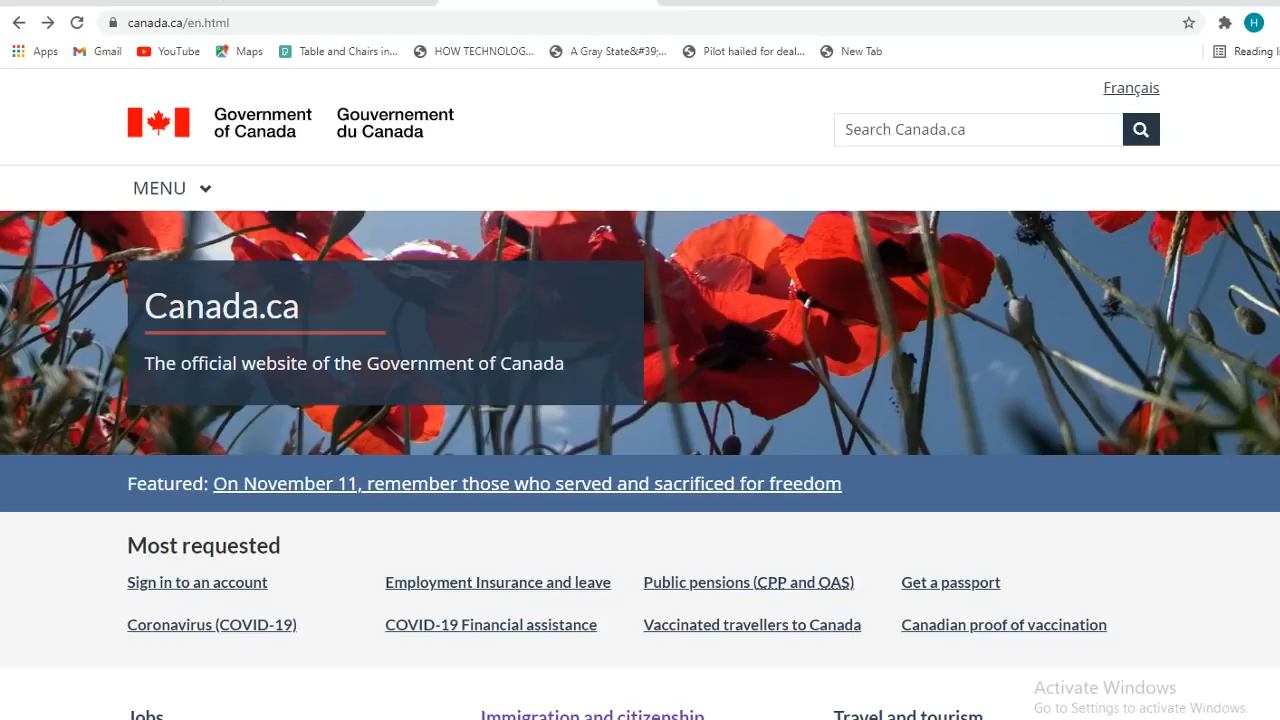 canada.ca/en.html
H
Apps Gmail YouTube Maps Table and Chairs in... HOW TECHNOLOG... A Gray State&#39;... Pilot hailed for deal... New Tab Reading li
Français
Government of Canada
Gouvernement du Canada
Search Canada.ca
MENU
Canada.ca
The official website of the Government of Canada
Featured: On November 11, remember those who served and sacrificed for freedom
Most requested
Sign in to an account Employment Insurance and leave Public pensions (CPP and OAS) Get a passport
Coronavirus (COVID-19) COVID-19 Financial assistance Vaccinated travellers to Canada Canadian proof of vaccination
Activate Windows
Go to Settings to activate Windows.
Jobs Immigration and citizenship Travel and tourism